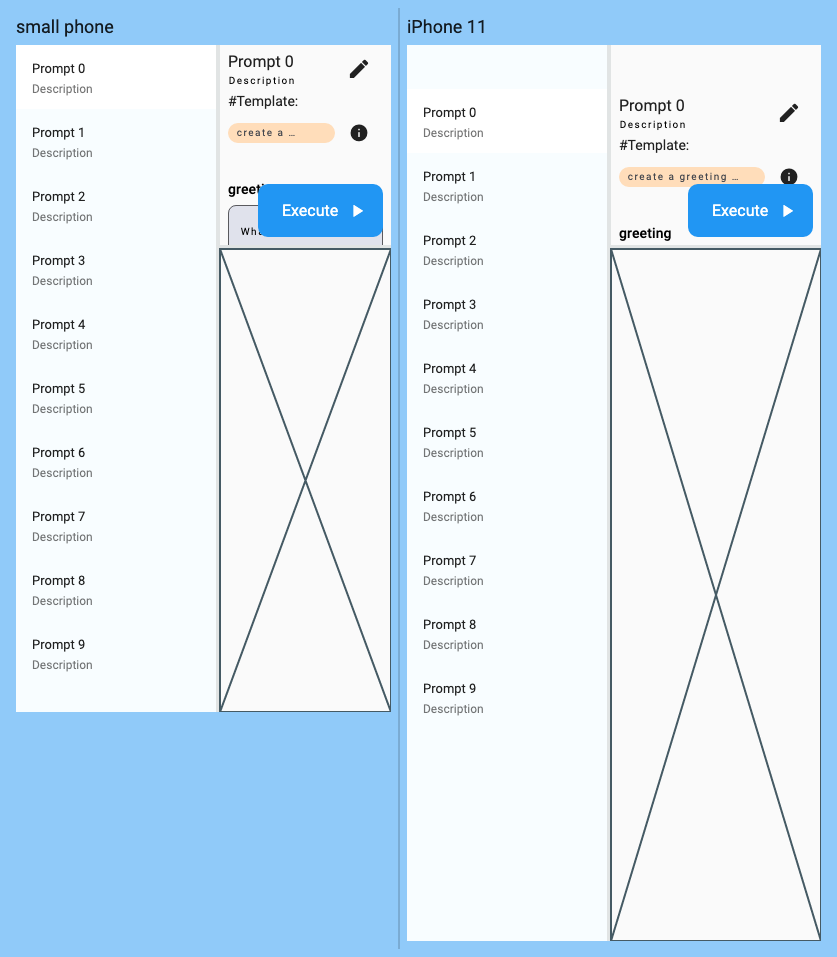 small phone
Prompt 0
Description
Prompt 1
Description
Prompt 2
Description
Prompt 3
Description
Prompt 4
Description
Prompt 5
Description
Prompt 6
Description
Prompt 7
Description
Prompt 8
Description
Prompt 9
Description
Prompt 0
Description
#Template:
create a …
greeti
Execute
Wha
iPhone 11
Prompt 0
Description
Prompt 1
Description
Prompt 2
Description
Prompt 3
Description
Prompt 4
Description
Prompt 5
Description
Prompt 6
Description
Prompt 7
Description
Prompt 8
Description
Prompt 9
Description
Prompt 0
Description
#Template:
create a greeting …
Execute
greeting